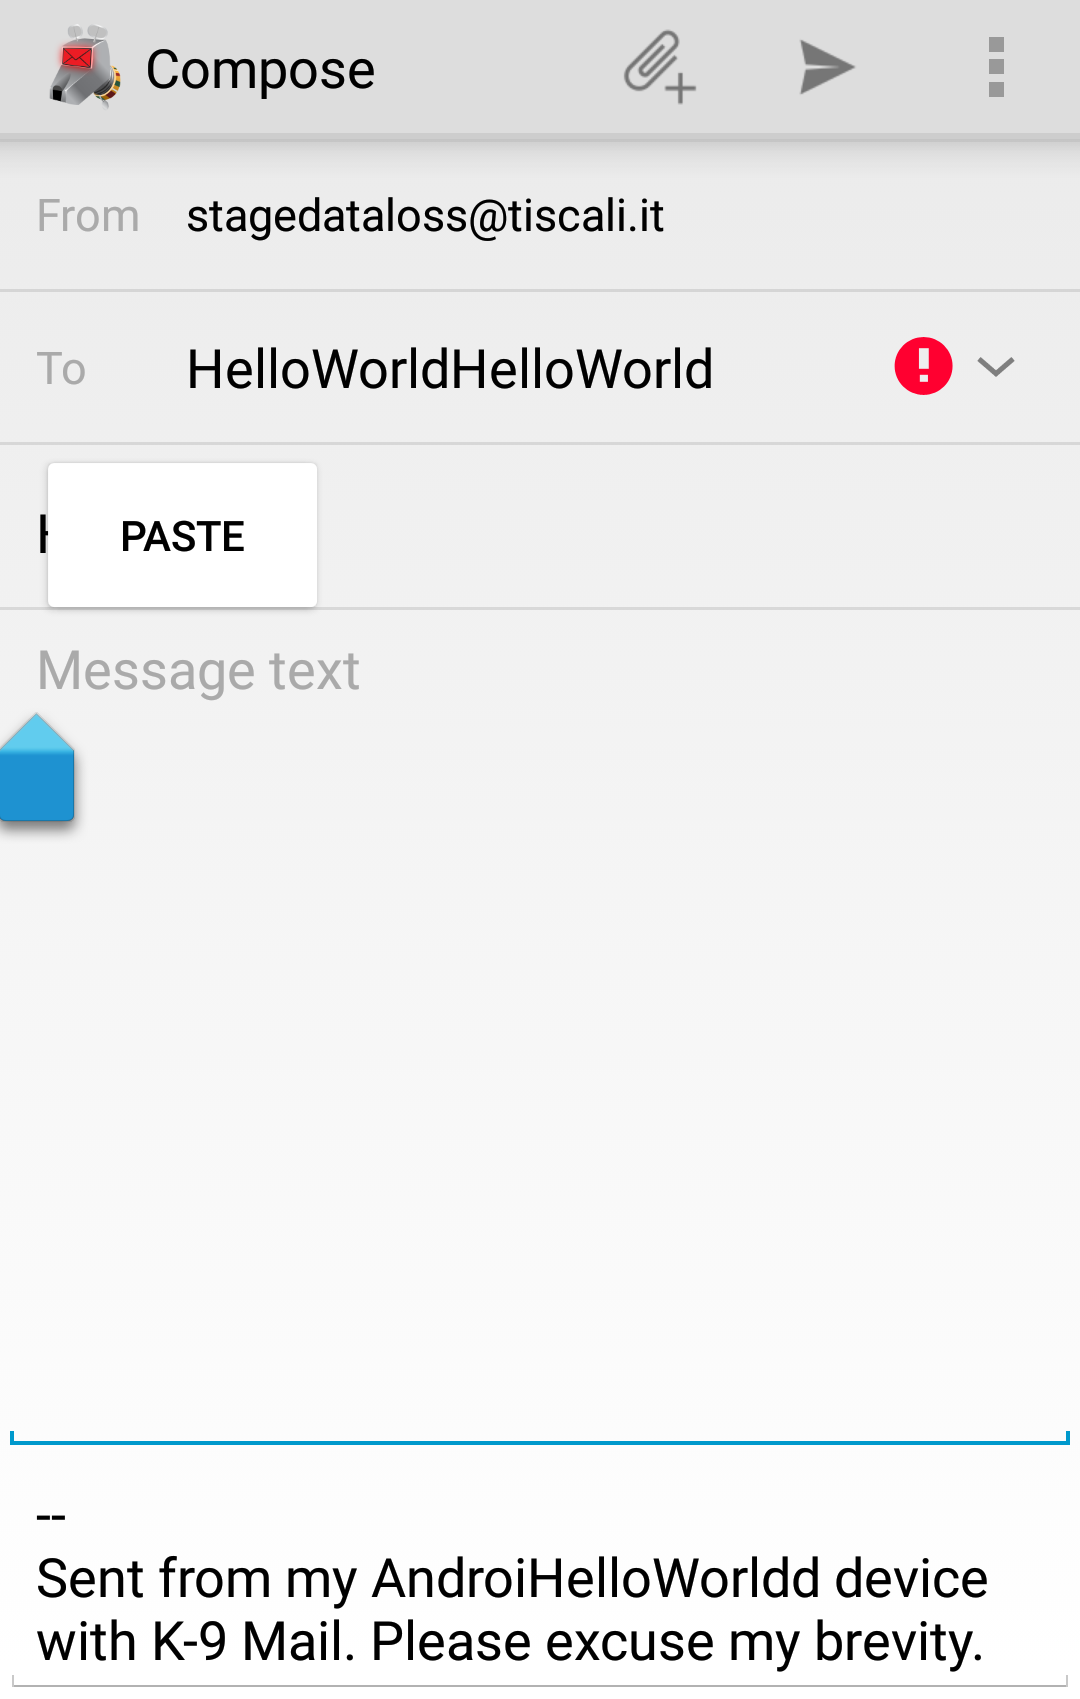 Compose
From stagedataloss@tiscali.it
To HelloWorldHelloWorld
PASTE
Message text
--
Sent from my AndroiHelloWorldd device
with K-9 Mail. Please excuse my brevity.